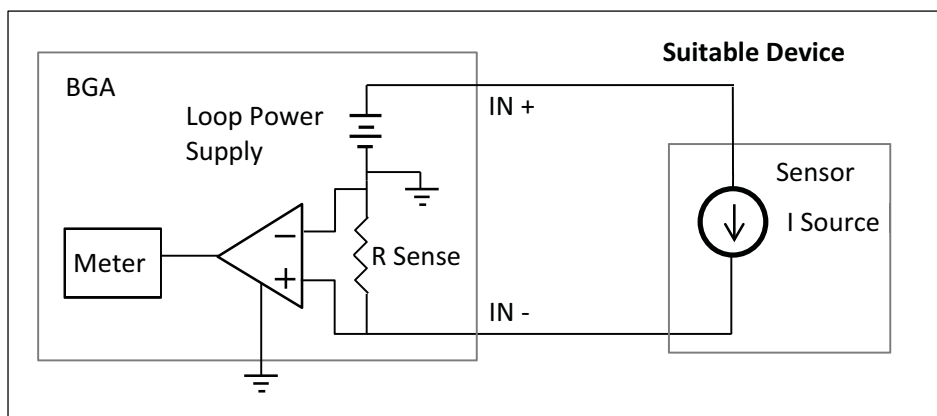 Suitable Device
BGA
IN +
Loop Power
Supply
Sensor
I Source
−
R Sense
Meter
+
IN -